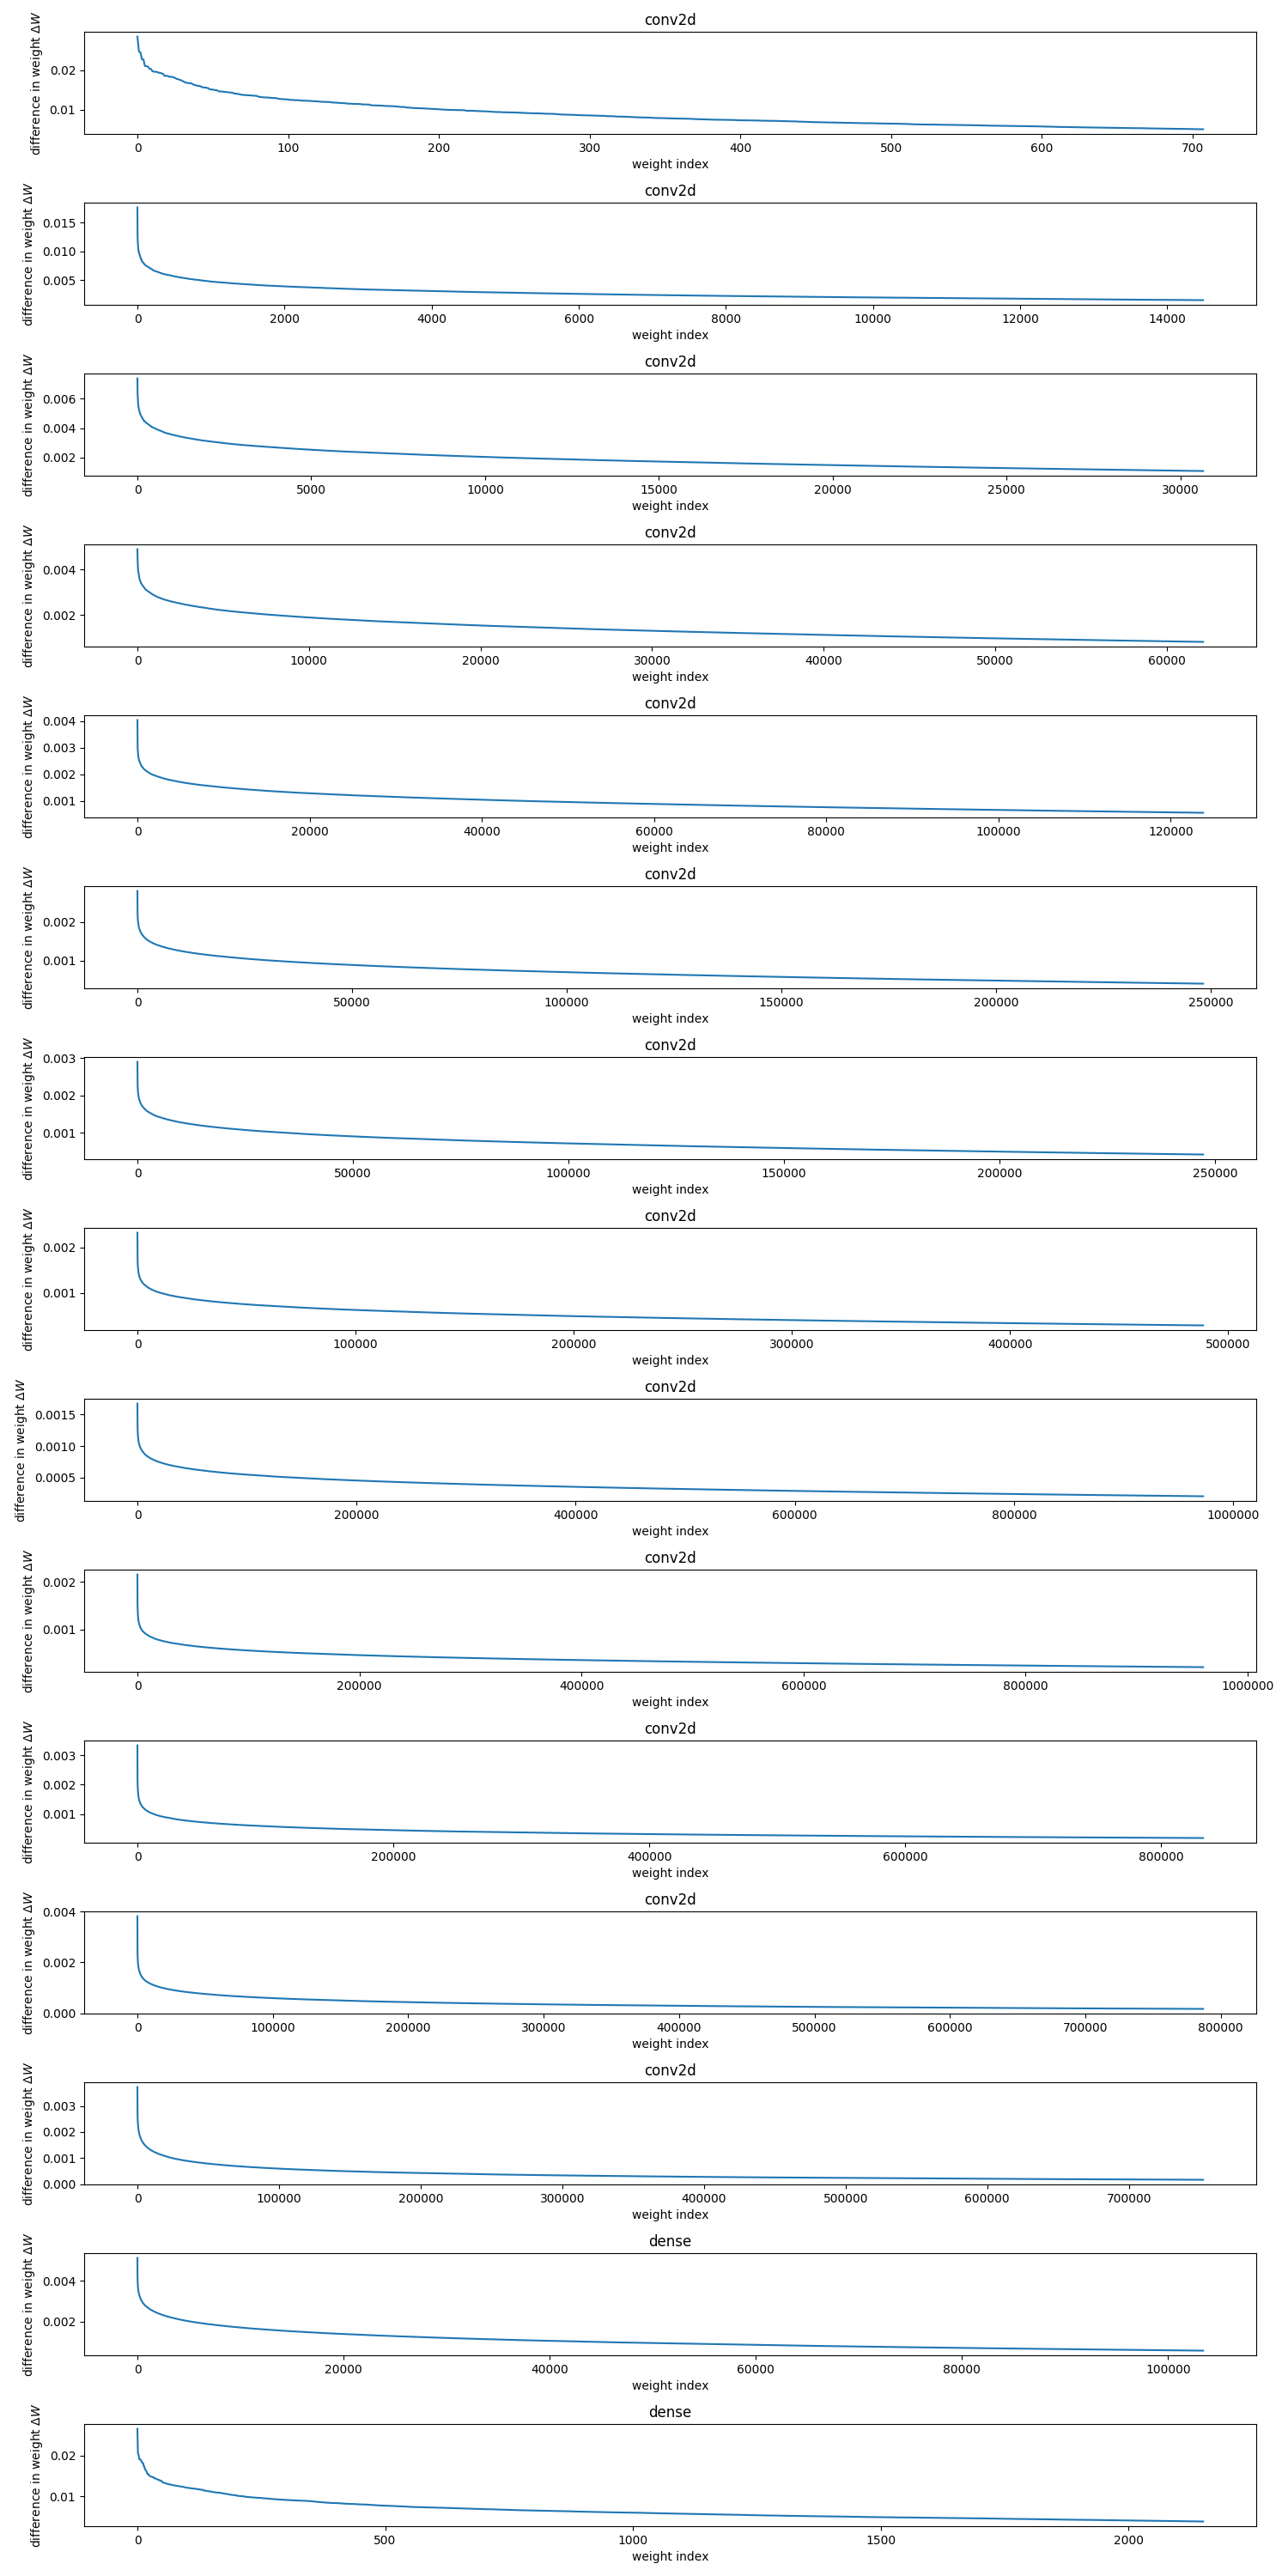 conv2d
difference in weight ΔW
0.02
0.01
0 100 200 300 400 500 600 700
weight index
conv2d
difference in weight ΔW
0.015
0.010
0.005
0 2000 4000 6000 8000 10000 12000 14000
weight index
conv2d
difference in weight ΔW
0.006
0.004
0.002
0 5000 10000 15000 20000 25000 30000
weight index
conv2d
difference in weight ΔW
0.004
0.002
0 10000 20000 30000 40000 50000 60000
weight index
conv2d
difference in weight ΔW
0.004
0.003
0.002
0.001
0 20000 40000 60000 80000 100000 120000
weight index
conv2d
difference in weight ΔW
0.002
0.001
0 50000 100000 150000 200000 250000
weight index
conv2d
difference in weight ΔW
0.003
0.002
0.001
0 50000 100000 150000 200000 250000
weight index
conv2d
difference in weight ΔW
0.002
0.001
0 100000 200000 300000 400000 500000
weight index
conv2d
difference in weight ΔW
0.0015
0.0010
0.0005
0 200000 400000 600000 800000 1000000
weight index
conv2d
difference in weight ΔW
0.002
0.001
0 200000 400000 600000 800000 1000000
weight index
conv2d
difference in weight ΔW
0.003
0.002
0.001
0 200000 400000 600000 800000
weight index
conv2d
difference in weight ΔW
0.004
0.002
0.000
0 100000 200000 300000 400000 500000 600000 700000 800000
weight index
conv2d
difference in weight ΔW
0.003
0.002
0.001
0.000
0 100000 200000 300000 400000 500000 600000 700000
weight index
dense
difference in weight ΔW
0.004
0.002
0 20000 40000 60000 80000 100000
weight index
dense
difference in weight ΔW
0.02
0.01
0 500 1000 1500 2000
weight index